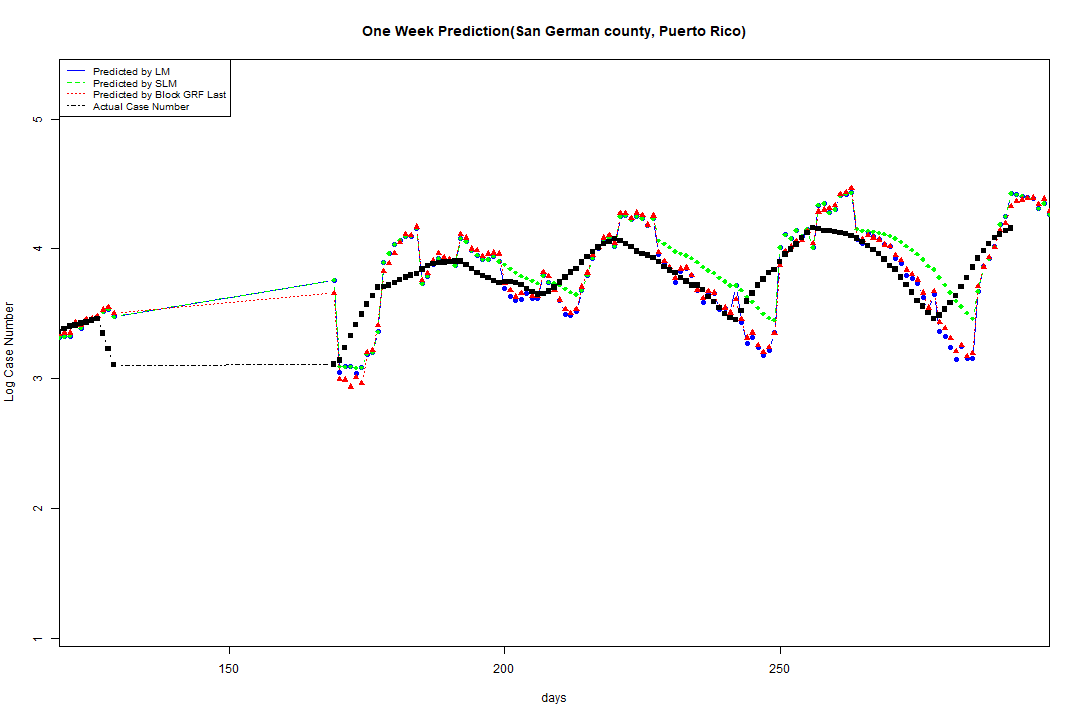 One Week Prediction(San German county, Puerto Rico)
Predicted by LM
Predicted by SLM
Predicted by Block GRF Last
Actual Case Number
5
4
3
2
1
Log Case Number
150 200 250
days